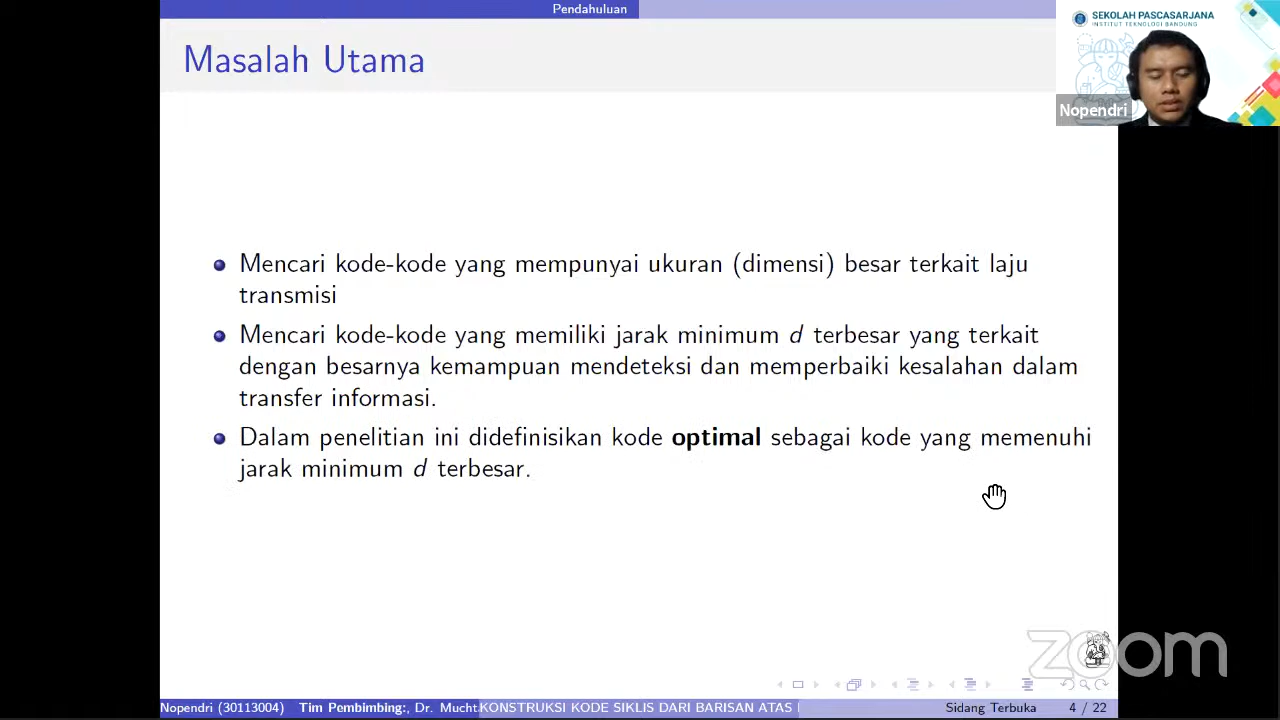 Pendahuluan
SEKOLAH PASCASARJANA
INSTITUT TEKNOLOGI BANDUNG
Masalah Utama
Nopendri
Mencari kode-kode yang mempunyai ukuran (dimensi) besar terkait laju
transmisi
Mencari kode-kode yang memiliki jarak minimum d terbesar yang terkait
dengan besarnya kemampuan mendeteksi dan memperbaiki kesalahan dalam
transfer informasi.
Dalam penelitian ini didefinisikan kode optimal sebagai kode yang memenuhi
jarak minimum d terbesar.
zoom
Nopendri (30113004) Tim Pembimbing:, Dr. Mucht.KONSTRUKSI KODE SIKLIS DARI BARISAN ATAS Sidang Terbuka 4 / 22